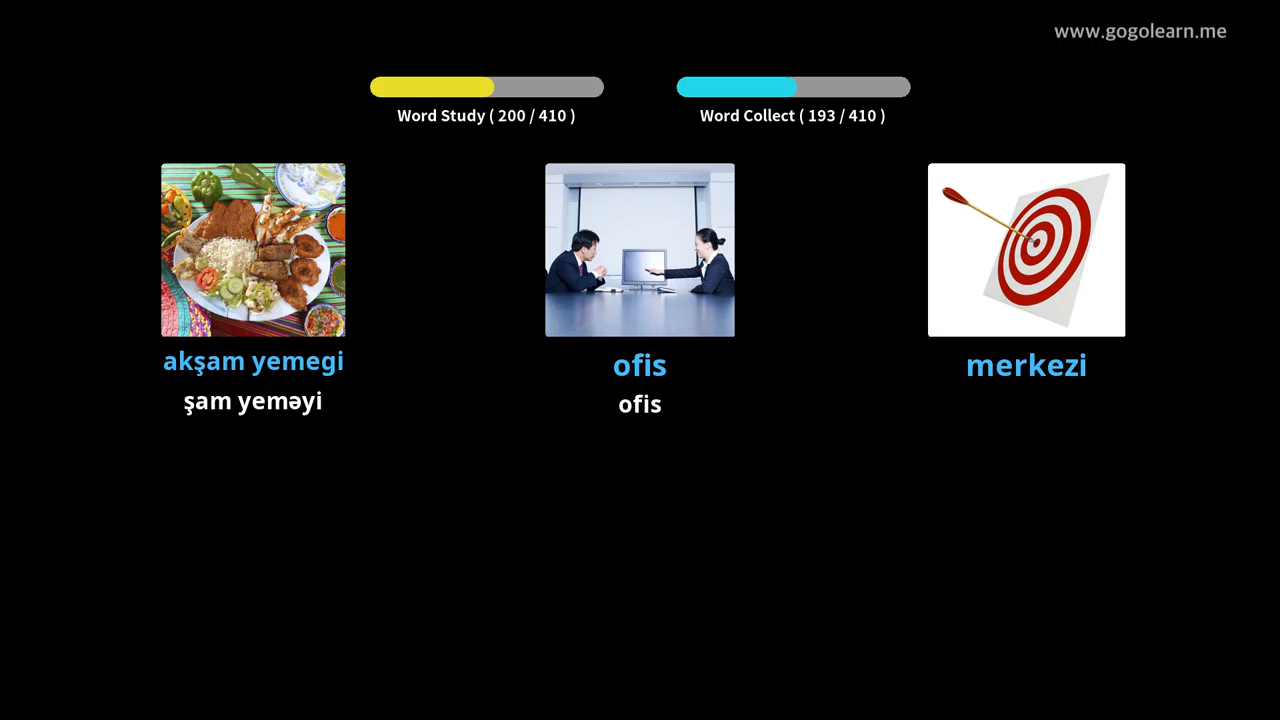 www.gogolearn.me
Word Study ( 200 / 410 )
Word Collect ( 193 / 410 )
akşam yemegi
ofis
merkezi
şam yeməyi
ofis